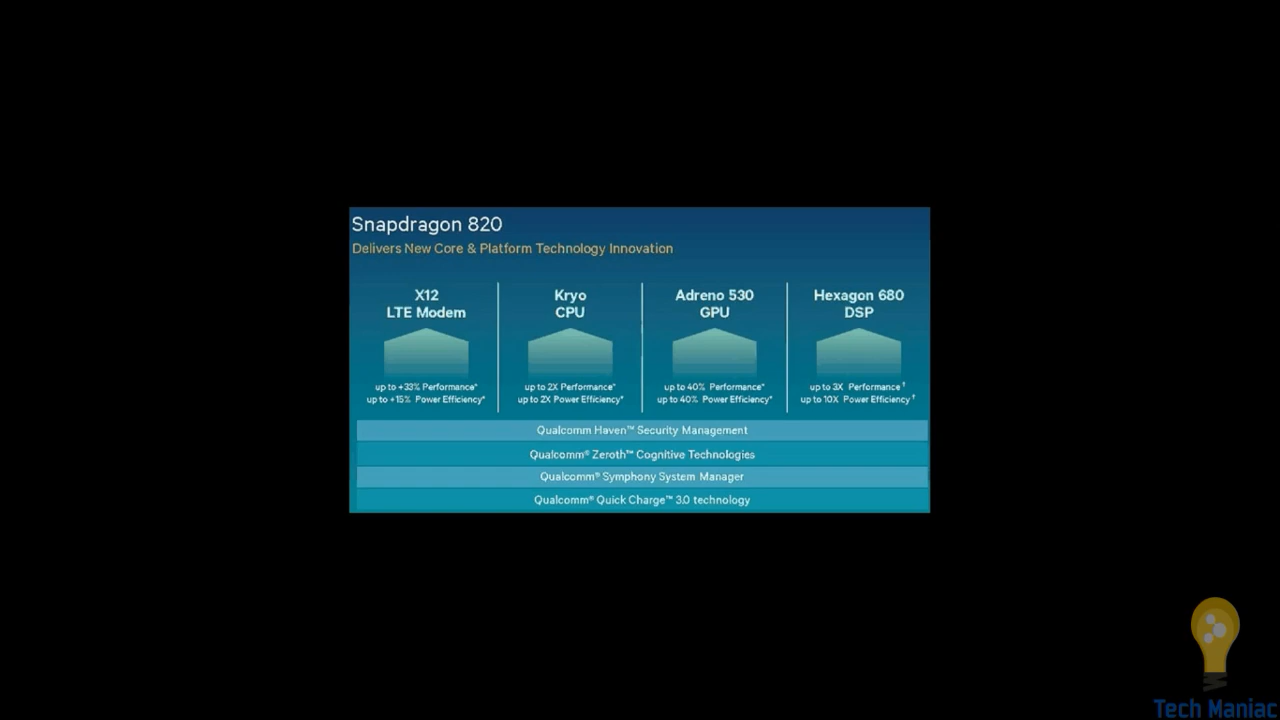 Snapdragon 820
Delivers New Core & Platform Technology Innovation
X12
LTE Modem
up to +33% Performance*
up to +15% Power Efficiency*
Kryo
CPU
up to 2X Performance*
up to 2X Power Efficiency*
Adreno 530
GPU
up to 40% Performance*
up to 40% Power Efficiency*
Hexagon 680
DSP
up to 3X Performance†
up to 10X Power Efficiency†
Qualcomm Haven™ Security Management
Qualcomm® Zeroth™ Cognitive Technologies
Qualcomm® Symphony System Manager
Qualcomm® Quick Charge™ 3.0 technology
Tech Maniac